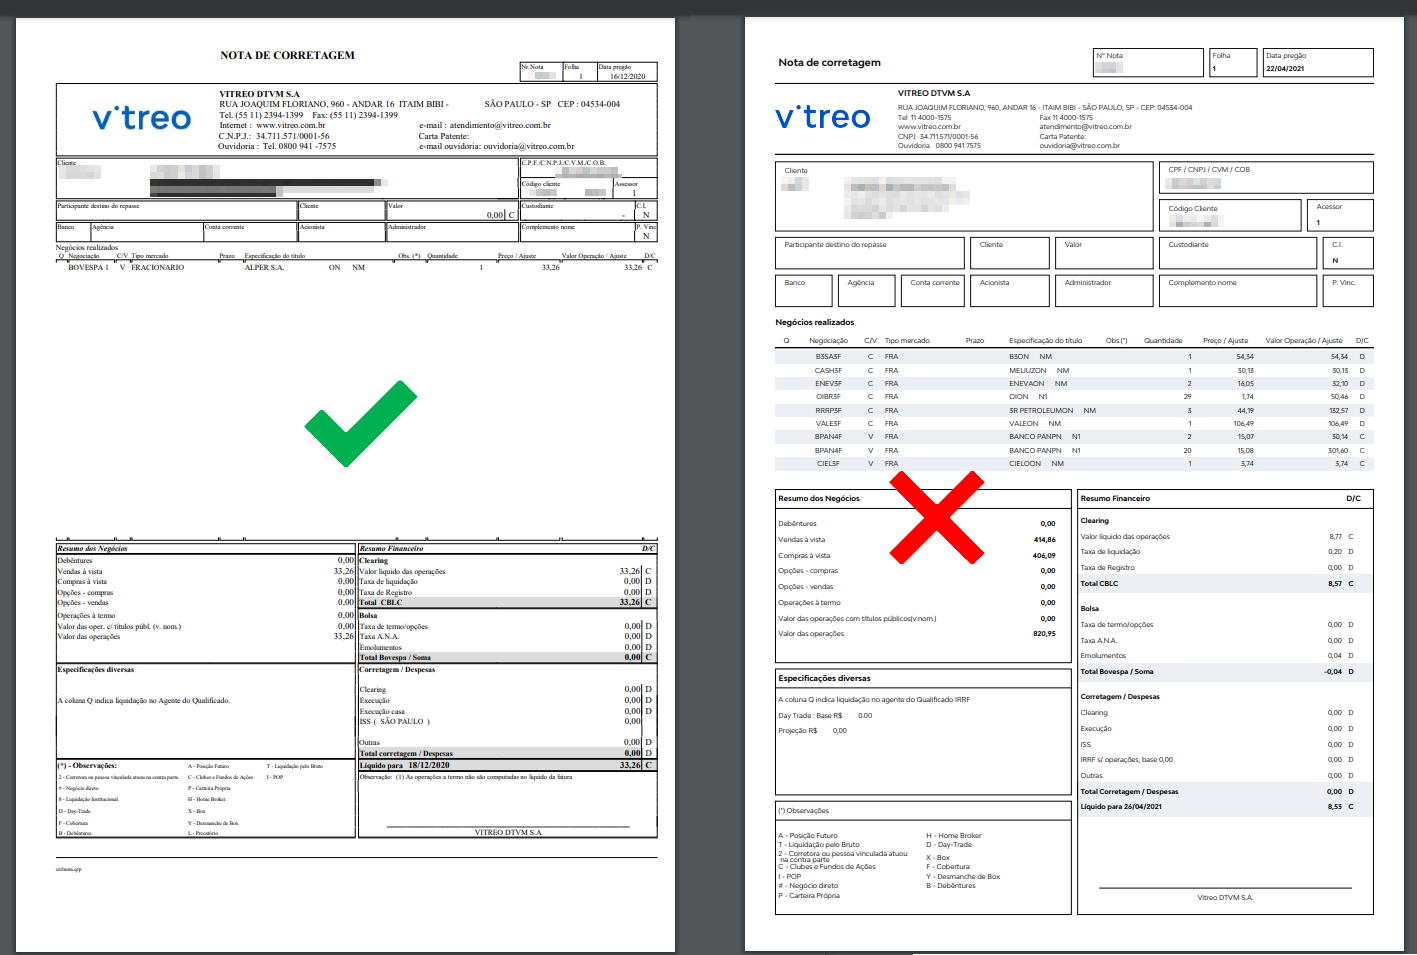 NOTA DE CORRETAGEM
Nr.Nota Folha Data pregão
1 16/12/2020
vitreo
VITREO DTVM S.A
RUA JOAQUIM FLORIANO, 960 - ANDAR 16 ITAIM BIBI - SÃO PAULO - SP CEP : 04534-004
Tel. (55 11) 2394-1399 Fax: (55 11) 2394-1399
Internet : www.vitreo.com.br e-mail : atendimento@vitreo.com.br
C.N.P.J.: 34.711.571/0001-56 Carta Patente:
Ouvidoria : Tel. 0800 941 -7575 e-mail ouvidoria: ouvidoria@vitreo.com.br
Cliente C.P.F./C.N.P.J./C.V.M./C.O.B.
Código cliente Assessor
1
Participante destino do repasse Cliente Valor Custodiante C.I.
0,00 C - N
Banco Agência Conta corrente Acionista Administrador Complemento nome P. Vinc
N
Negócios realizados
Q Negociação C/V Tipo mercado Prazo Especificação do título Obs. (*) Quantidade Preço / Ajuste Valor Operação / Ajuste D/C
BOVESPA 1 V FRACIONARIO ALPER S.A. ON NM 1 33,26 33,26 C
Resumo dos Negócios Resumo Financeiro D/C
Debêntures 0,00 Clearing
Vendas à vista 33,26 Valor líquido das operações 33,26 C
Compras à vista 0,00 Taxa de liquidação 0,00 D
Opções - compras 0,00 Taxa de Registro 0,00 D
Opções - vendas 0,00 Total CBLC 33,26 C
Operações à termo 0,00 Bolsa
Valor das oper. c/ títulos públ. (v. nom.) 0,00 Taxa de termo/opções 0,00 D
Valor das operações 33,26 Taxa A.N.A. 0,00 D
Emolumentos 0,00 D
Total Bovespa / Soma 0,00 C
Especificações diversas Corretagem / Despesas
Clearing 0,00 D
A coluna Q indica liquidação no Agente do Qualificado. Execução 0,00 D
Execução casa 0,00 D
ISS ( SÃO PAULO ) 0,00
Outras 0,00 D
Total corretagem / Despesas 0,00 D
(*) - Observações: A - Posição Futuro T - Liquidação pelo Bruto Líquido para 18/12/2020 33,26 C
2 - Corretora ou pessoa vinculada atuou na contra parte. C - Clubes e Fundos de Ações I - POP Observação: (1) As operações a termo não são computadas no líquido da fatura
# - Negócio direto P - Carteira Própria
8 - Liquidação Institucional. H - Home Broker
D - Day-Trade X - Box
F - Cobertura Y - Desmanche de Box
B - Debêntures L - Precatório
VITREO DTVM S.A
Nota de corretagem
Nº Nota Folha Data pregão
1 22/04/2021
vitreo
VITREO DTVM S.A
RUA JOAQUIM FLORIANO, 960, ANDAR 16 - ITAIM BIBI - SÃO PAULO, SP - CEP: 04534-004
Tel 11 4000-1575 Fax 11 4000-1575
www.vitreo.com.br atendimento@vitreo.com.br
CNPJ 34.711.571/0001-56 Carta Patente:
Ouvidoria 0800 941 7575 ouvidoria@vitreo.com.br
Cliente CPF / CNPJ / CVM / COB
Código Cliente Acessor
1
Participante destino do repasse Cliente Valor Custodiante C.I.
N
Banco Agência Conta corrente Acionista Administrador Complemento nome P. Vinc.
Negócios realizados
Q Negociação C/V Tipo mercado Prazo Especificação do título Obs.(*) Quantidade Preço / Ajuste Valor Operação / Ajuste D/C
B3SA3F C FRA B3ON NM 1 54,34 54,34 D
CASH3F C FRA MELIUZON NM 1 30,13 30,13 D
ENEV3F C FRA ENEVAON NM 2 16,05 32,10 D
OIBR3F C FRA OION N1 29 1,74 50,46 D
RRRP3F C FRA 3R PETROLEUMON NM 3 44,19 132,57 D
VALE3F C FRA VALEON NM 1 106,49 106,49 D
BPAN4F V FRA BANCO PANPN N1 2 15,07 30,14 C
BPAN4F V FRA BANCO PANPN N1 20 15,08 301,60 C
CIEL3F V FRA CIELOON NM 1 3,74 3,74 C
Resumo dos Negócios Resumo Financeiro D/C
Debêntures 0,00
Vendas à vista 414,86
Compras à vista 406,09
Opções - compras 0,00
Opções - vendas 0,00
Operações à termo 0,00
Valor das operações com títulos públicos(v.nom.) 0,00
Valor das operações 820,95
Clearing
Valor líquido das operações 8,77 C
Taxa de liquidação 0,20 D
Taxa de Registro 0,00 D
Total CBLC 8,57 C
Bolsa
Taxa de termo/opções 0,00 D
Taxa A.N.A. 0,00 D
Emolumentos 0,04 D
Total Bovespa / Soma -0,04 D
Especificações diversas
A coluna Q indica liquidação no agente do Qualificado IRRF
Day Trade : Base R$ 0.00
Projeção R$ 0,00
Corretagem / Despesas
Clearing 0,00 D
Execução 0,00 D
ISS 0,00 D
IRRF s/ operações, base 0,00 0,00 D
Outras 0,00 D
Total Corretagem / Despesas 0,00 D
Líquido para 26/04/2021 8,53 C
(*) Observações
A - Posição Futuro H - Home Broker
T - Liquidação pelo Bruto D - Day-Trade
2 - Corretora ou pessoa vinculada atuou
na contra parte X - Box
C - Clubes e Fundos de Ações F - Cobertura
I - POP Y - Desmanche de Box
# - Negócio direto B - Debêntures
P - Carteira Própria
Vitreo DTVM S.A.